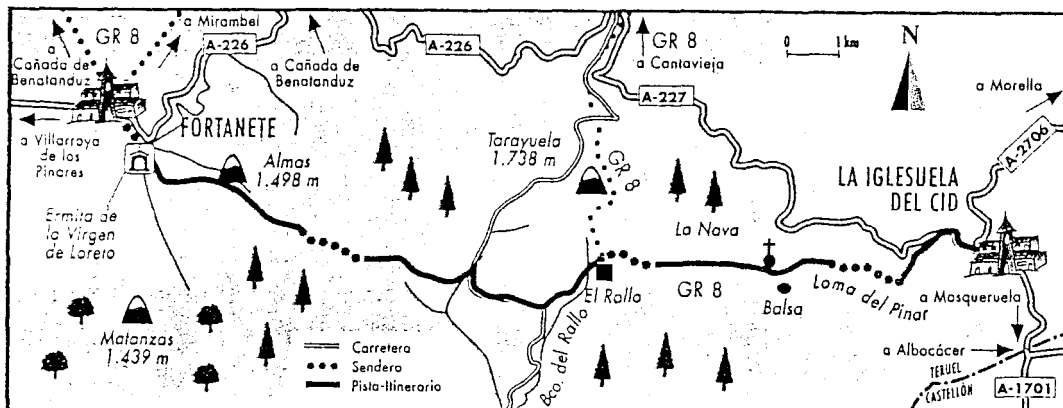 a Mirambel
GR 8
A-226
a
Cañada de
Benatanduz
a Cañada de
Benatanduz
A-226
GR 8
a Cantavieja
0 1 km
N
a Morella
A-227
A-2706
FORTANETE
a Villarroya
de los
Pinares
Almas
1.498 m
Tarayuela
1.738 m
GR 8
LA IGLESUELA
DEL CID
Ermita de
la Virgen
de Loreto
La Nava
El Rallo
GR 8
Balsa
Loma del Pinar
a Mosqueruela
Matanzas
1.439 m
Bco. del Rallo
a Albocácer
TERUEL
CASTELLÓN
A-1701
Carretera
Sendero
Pista-Itinerario